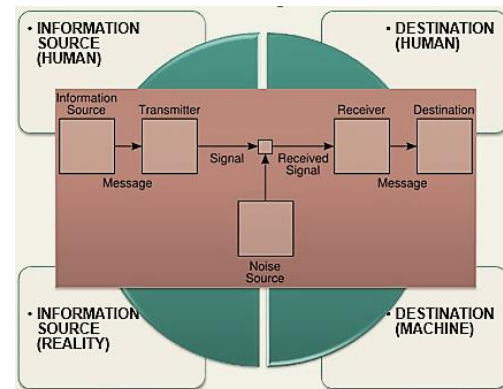 • INFORMATION
SOURCE
(HUMAN)
• DESTINATION
(HUMAN)
Information
Source
Transmitter
Receiver
Destination
Signal
Received
Signal
Message
Message
Noise
Source
• INFORMATION
SOURCE
(REALITY)
• DESTINATION
(MACHINE)